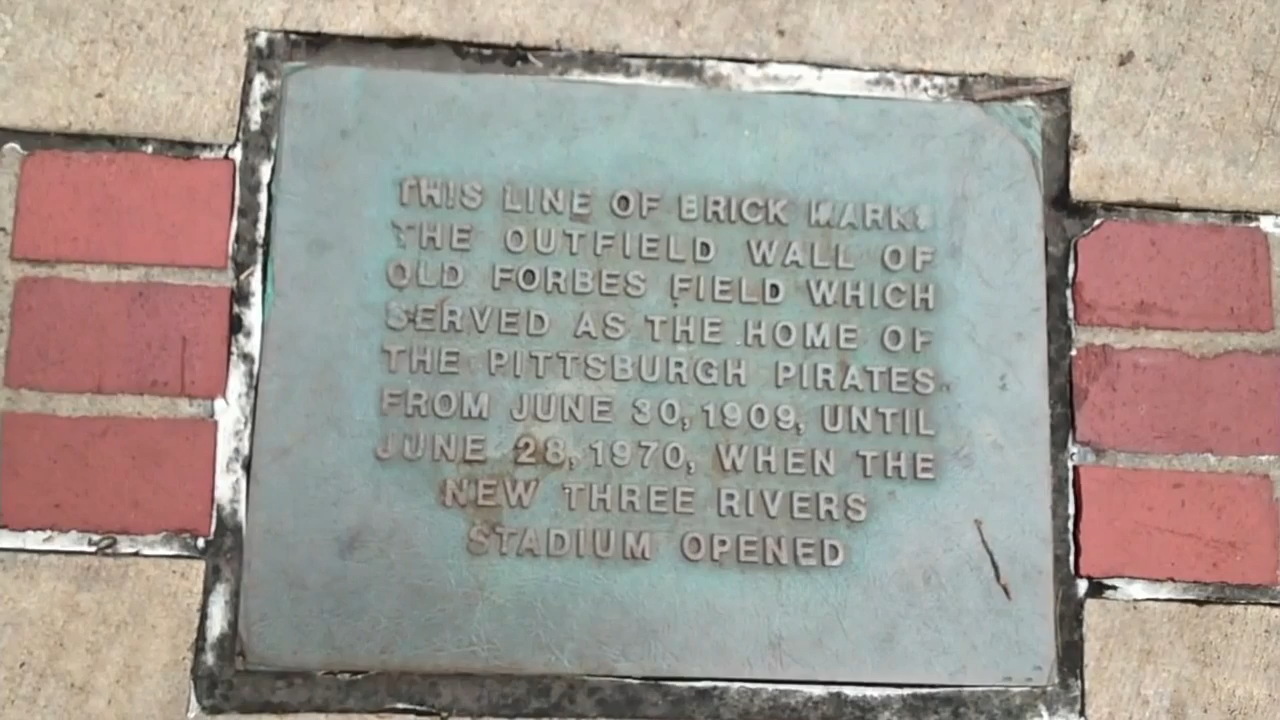 THIS LINE OF BRICK MARKS
THE OUTFIELD WALL OF
OLD FORBES FIELD WHICH
SERVED AS THE HOME OF
THE PITTSBURGH PIRATES
FROM JUNE 30, 1909, UNTIL
JUNE 28, 1970, WHEN THE
NEW THREE RIVERS
STADIUM OPENED